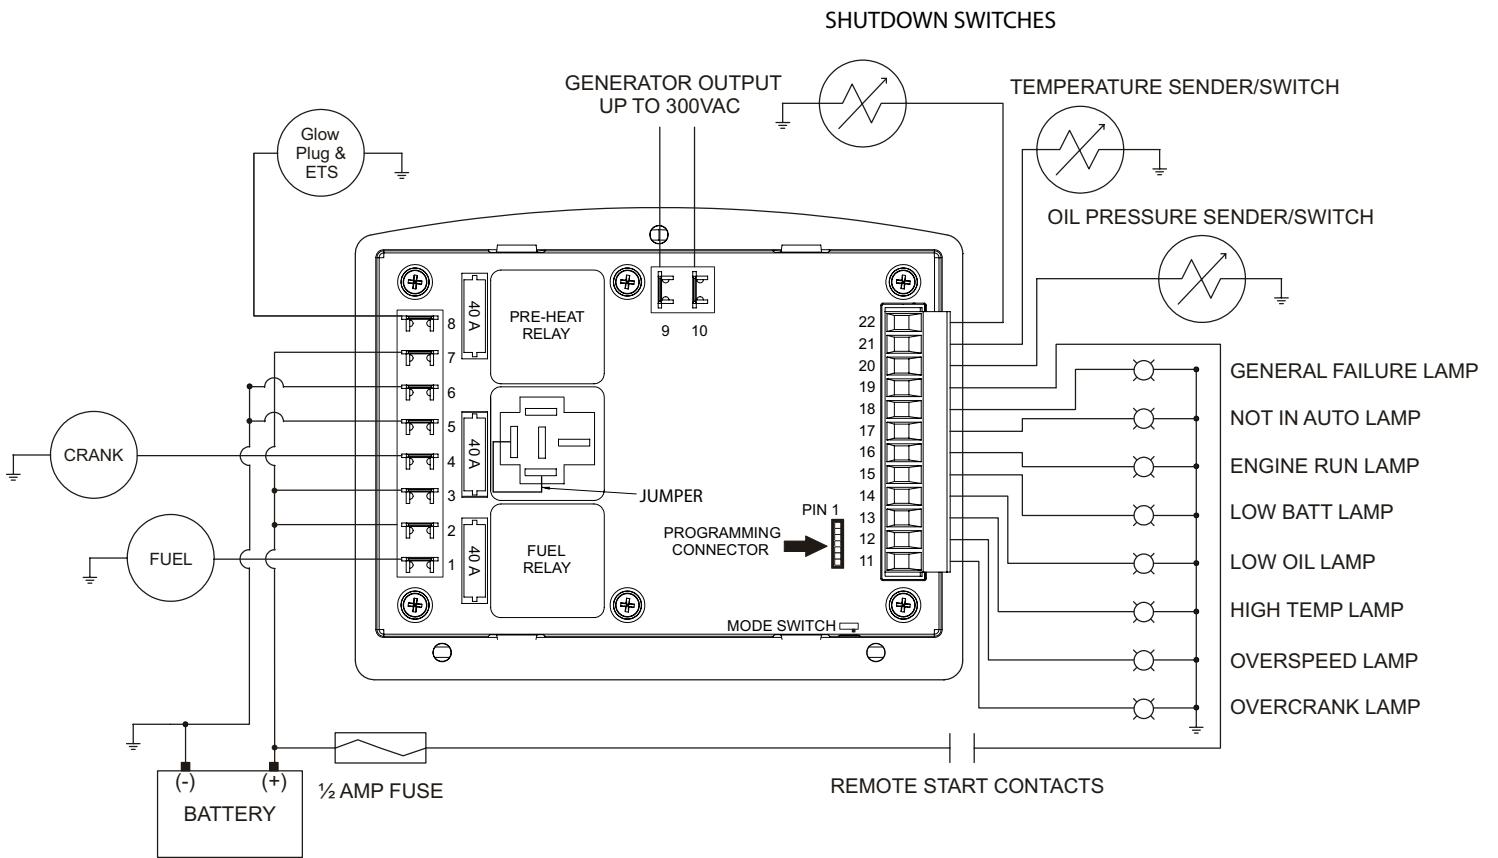 SHUTDOWN SWITCHES
GENERATOR OUTPUT
UP TO 300VAC
TEMPERATURE SENDER/SWITCH
Glow
Plug &
ETS
OIL PRESSURE SENDER/SWITCH
40 A
PRE-HEAT
RELAY
9 10
8
7
6
5
4
3
2
1
22
21
20
19
18
17
16
15
14
13
12
11
CRANK
40 A
JUMPER
FUEL
40 A
FUEL
RELAY
PIN 1
PROGRAMMING
CONNECTOR
MODE SWITCH
GENERAL FAILURE LAMP
NOT IN AUTO LAMP
ENGINE RUN LAMP
LOW BATT LAMP
LOW OIL LAMP
HIGH TEMP LAMP
OVERSPEED LAMP
OVERCRANK LAMP
(-) (+)
BATTERY
½ AMP FUSE
REMOTE START CONTACTS